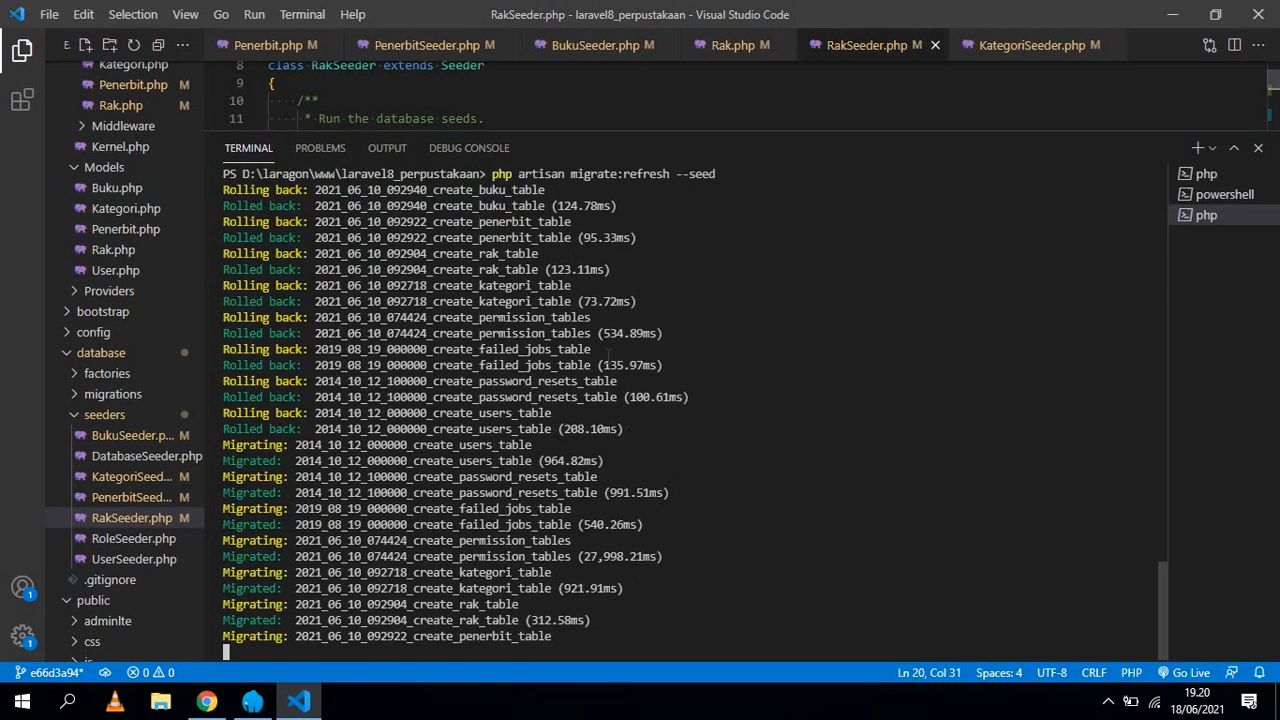 File Edit Selection View Go Run Terminal Help RakSeeder.php - laravel8_perpustakaan - Visual Studio Code
Penerbit.php M PenerbitSeeder.php M BukuSeeder.php M Rak.php M RakSeeder.php M KategoriSeeder.php M
Kategori.php
Penerbit.php M
Rak.php M
Middleware
Kernel.php
Models
Buku.php
Kategori.php
Penerbit.php
Rak.php
User.php
Providers
bootstrap
config
database
factories
migrations
seeders
BukuSeeder.p... M
DatabaseSeeder.php
KategoriSeed... M
PenerbitSeed... M
RakSeeder.php M
RoleSeeder.php
UserSeeder.php
.gitignore
public
adminlte
css
8 class RakSeeder extends Seeder
9 {
10 /**
11 * Run the database seeds.
TERMINAL PROBLEMS OUTPUT DEBUG CONSOLE
PS D:\laragon\www\laravel8_perpustakaan> php artisan migrate:refresh --seed
Rolling back: 2021_06_10_092940_create_buku_table
Rolled back: 2021_06_10_092940_create_buku_table (124.78ms)
Rolling back: 2021_06_10_092922_create_penerbit_table
Rolled back: 2021_06_10_092922_create_penerbit_table (95.33ms)
Rolling back: 2021_06_10_092904_create_rak_table
Rolled back: 2021_06_10_092904_create_rak_table (123.11ms)
Rolling back: 2021_06_10_092718_create_kategori_table
Rolled back: 2021_06_10_092718_create_kategori_table (73.72ms)
Rolling back: 2021_06_10_074424_create_permission_tables
Rolled back: 2021_06_10_074424_create_permission_tables (534.89ms)
Rolling back: 2019_08_19_000000_create_failed_jobs_table
Rolled back: 2019_08_19_000000_create_failed_jobs_table (135.97ms)
Rolling back: 2014_10_12_100000_create_password_resets_table
Rolled back: 2014_10_12_100000_create_password_resets_table (100.61ms)
Rolling back: 2014_10_12_000000_create_users_table
Rolled back: 2014_10_12_000000_create_users_table (208.10ms)
Migrating: 2014_10_12_000000_create_users_table
Migrated: 2014_10_12_000000_create_users_table (964.82ms)
Migrating: 2014_10_12_100000_create_password_resets_table
Migrated: 2014_10_12_100000_create_password_resets_table (991.51ms)
Migrating: 2019_08_19_000000_create_failed_jobs_table
Migrated: 2019_08_19_000000_create_failed_jobs_table (540.26ms)
Migrating: 2021_06_10_074424_create_permission_tables
Migrated: 2021_06_10_074424_create_permission_tables (27,998.21ms)
Migrating: 2021_06_10_092718_create_kategori_table
Migrated: 2021_06_10_092718_create_kategori_table (921.91ms)
Migrating: 2021_06_10_092904_create_rak_table
Migrated: 2021_06_10_092904_create_rak_table (312.58ms)
Migrating: 2021_06_10_092922_create_penerbit_table
php
powershell
php
e66d3a94* 0 0 Ln 20, Col 31 Spaces: 4 UTF-8 CRLF PHP Go Live
1
1
19.20
18/06/2021